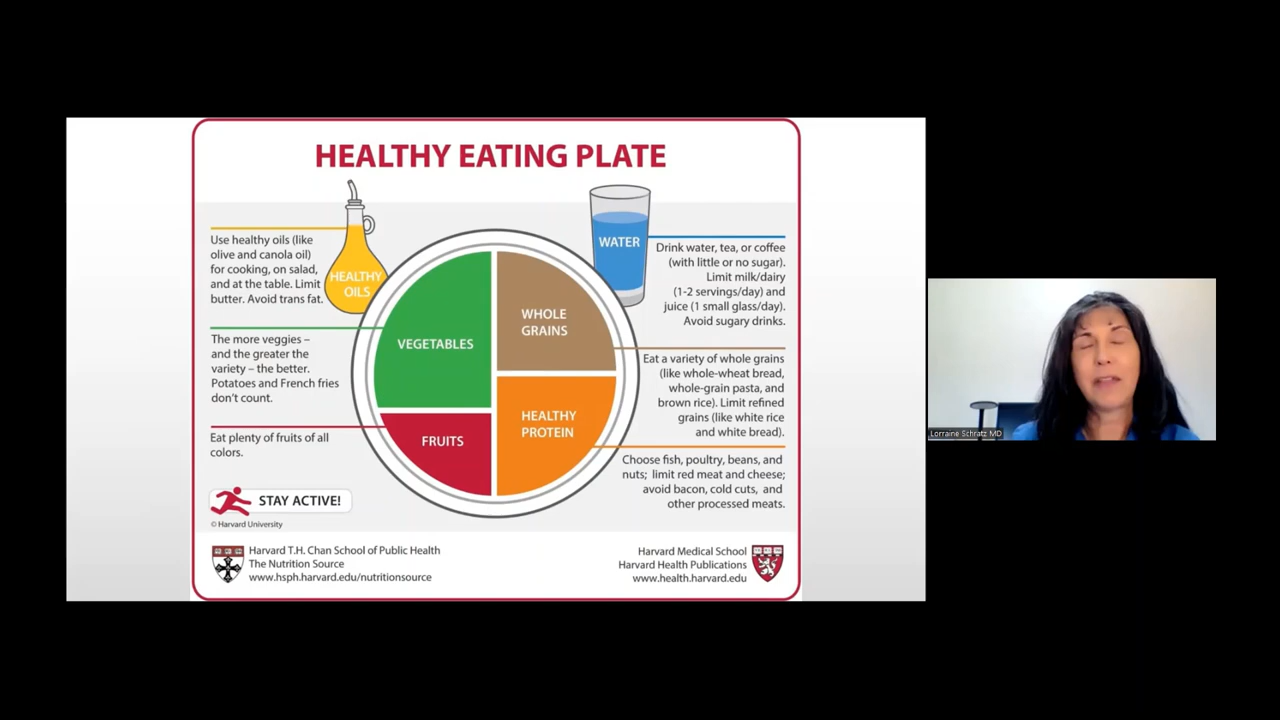 HEALTHY EATING PLATE
Use healthy oils (like
olive and canola oil)
for cooking, on salad,
and at the table. Limit
butter. Avoid trans fat.
HEALTHY
OILS
The more veggies –
and the greater the
variety – the better.
Potatoes and French fries
don't count.
Eat plenty of fruits of all
colors.
STAY ACTIVE!
© Harvard University
VEGETABLES
FRUITS
WHOLE
GRAINS
HEALTHY
PROTEIN
WATER
Drink water, tea, or coffee
(with little or no sugar).
Limit milk/dairy
(1-2 servings/day) and
juice (1 small glass/day).
Avoid sugary drinks.
Eat a variety of whole grains
(like whole-wheat bread,
whole-grain pasta, and
brown rice). Limit refined
grains (like white rice
and white bread).
Choose fish, poultry, beans, and
nuts; limit red meat and cheese;
avoid bacon, cold cuts, and
other processed meats.
Harvard T.H. Chan School of Public Health
The Nutrition Source
www.hsph.harvard.edu/nutritionsource
Harvard Medical School
Harvard Health Publications
www.health.harvard.edu
Lorraine Schratz MD